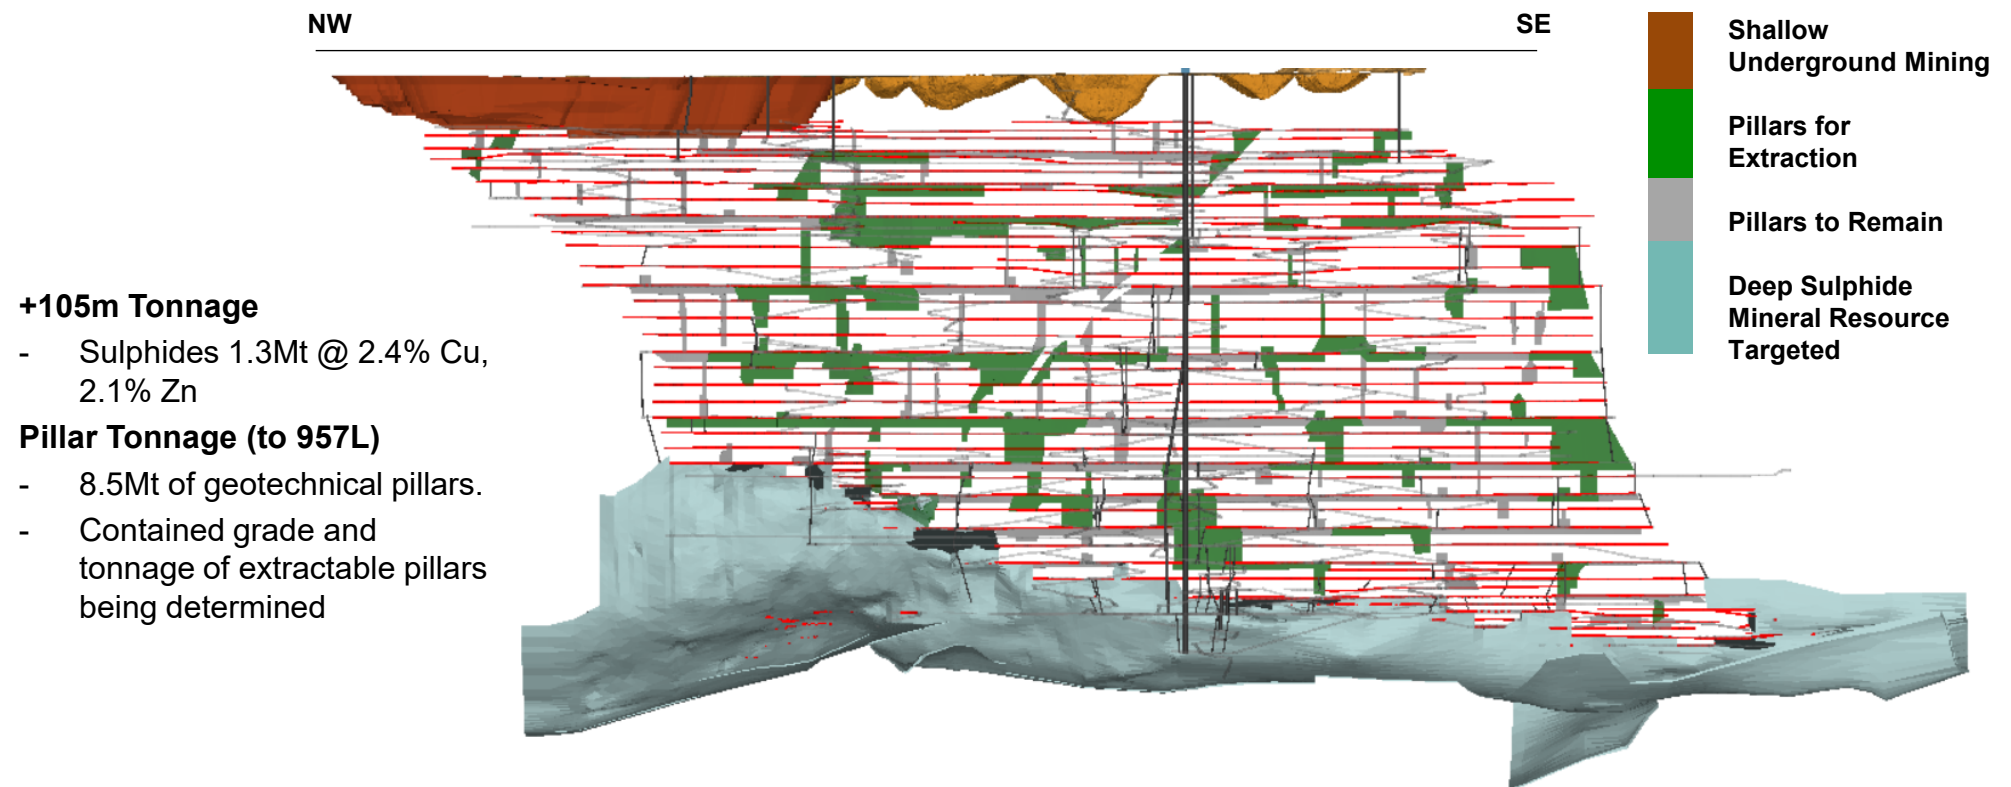 NW
SE
Shallow
Underground Mining
Pillars for
Extraction
Pillars to Remain
Deep Sulphide
Mineral Resource
Targeted
+105m Tonnage
- Sulphides 1.3Mt @ 2.4% Cu,
2.1% Zn
Pillar Tonnage (to 957L)
- 8.5Mt of geotechnical pillars.
- Contained grade and
tonnage of extractable pillars
being determined